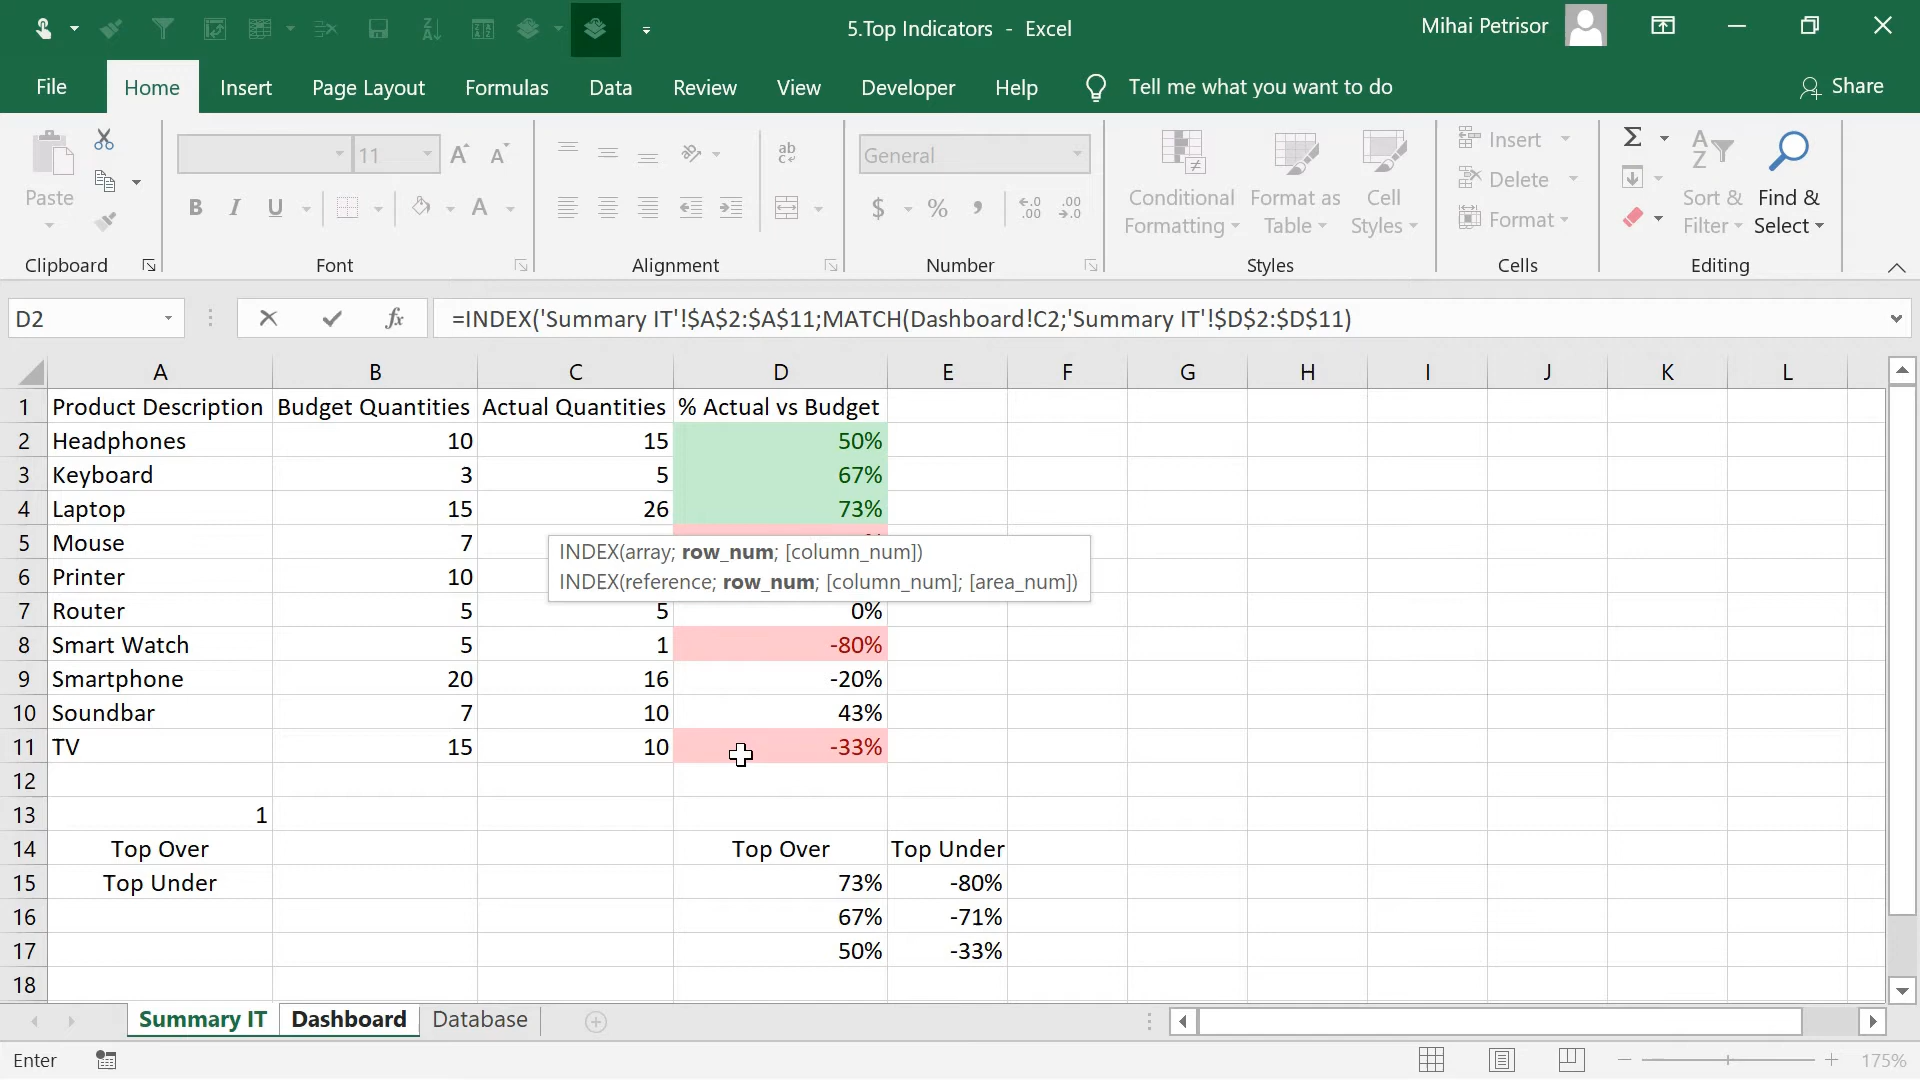 5.Top Indicators - Excel
Mihai Petrisor
File Home Insert Page Layout Formulas Data Review View Developer Help Tell me what you want to do Share
Paste
Clipboard
11
B I U A
Font
ab
Alignment
General
$ % ,
Number
Conditional Formatting
Format as Table
Cell Styles
Styles
Insert
Delete
Format
Cells
Sort & Filter
Find & Select
Editing
D2 fx =INDEX('Summary IT'!$A$2:$A$11;MATCH(Dashboard!C2;'Summary IT'!$D$2:$D$11)
A B C D E F G H I J K L
1 Product Description Budget Quantities Actual Quantities % Actual vs Budget
2 Headphones 10 15 50%
3 Keyboard 3 5 67%
4 Laptop 15 26 73%
5 Mouse 7
INDEX(array; row_num; [column_num])
6 Printer 10
INDEX(reference; row_num; [column_num]; [area_num])
7 Router 5 5 0%
8 Smart Watch 5 1 -80%
9 Smartphone 20 16 -20%
10 Soundbar 7 10 43%
11 TV 15 10 -33%
12
13 1
14 Top Over Top Over Top Under
15 Top Under 73% -80%
16 67% -71%
17 50% -33%
18
Summary IT Dashboard Database
Enter 175%